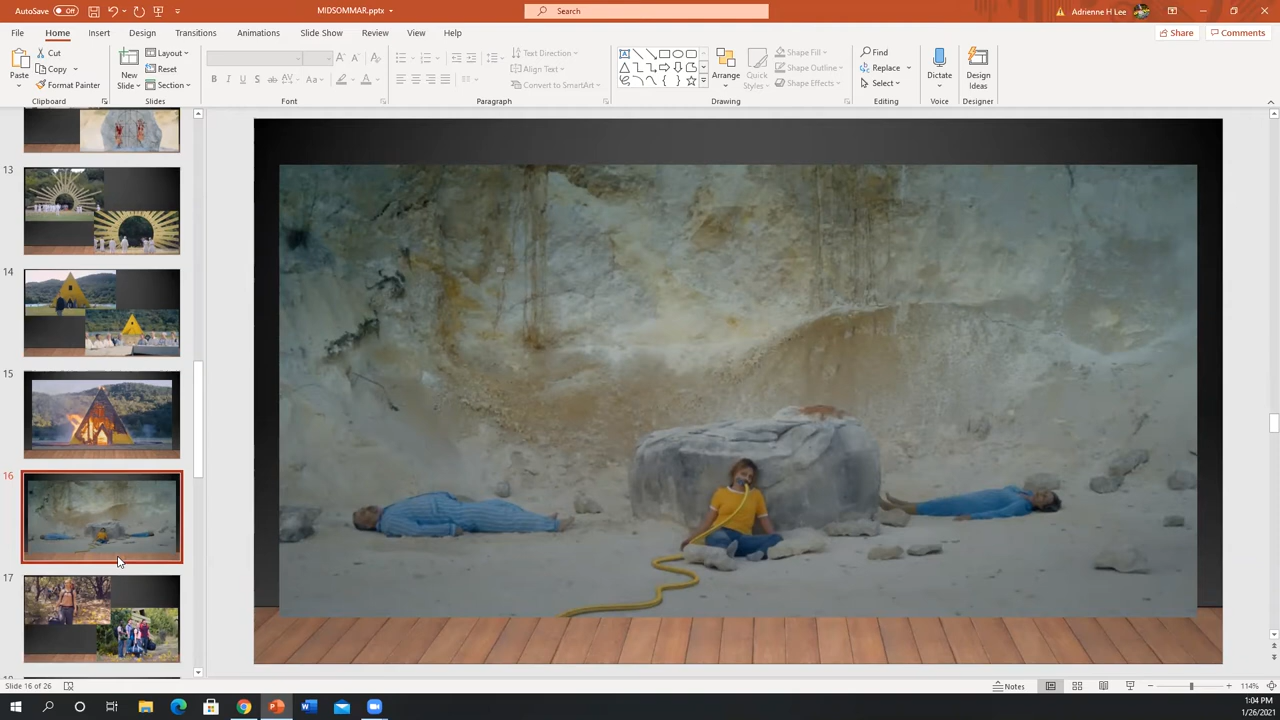 AutoSave Off
MIDSOMMAR.pptx
Search
Adrienne H Lee
File Home Insert Design Transitions Animations Slide Show Review View Help
Share Comments
Paste
Cut
Copy
Format Painter
Clipboard
New Slide
Layout
Reset
Section
Slides
B I U S ab AV Aa A
Font
Text Direction
Align Text
Convert to SmartArt
Paragraph
Arrange
Quick Styles
Shape Fill
Shape Outline
Shape Effects
Drawing
Find
Replace
Select
Editing
Dictate
Voice
Design Ideas
Designer
13
14
15
16
17
Slide 16 of 26
Notes
114%
1:04 PM
1/26/2021